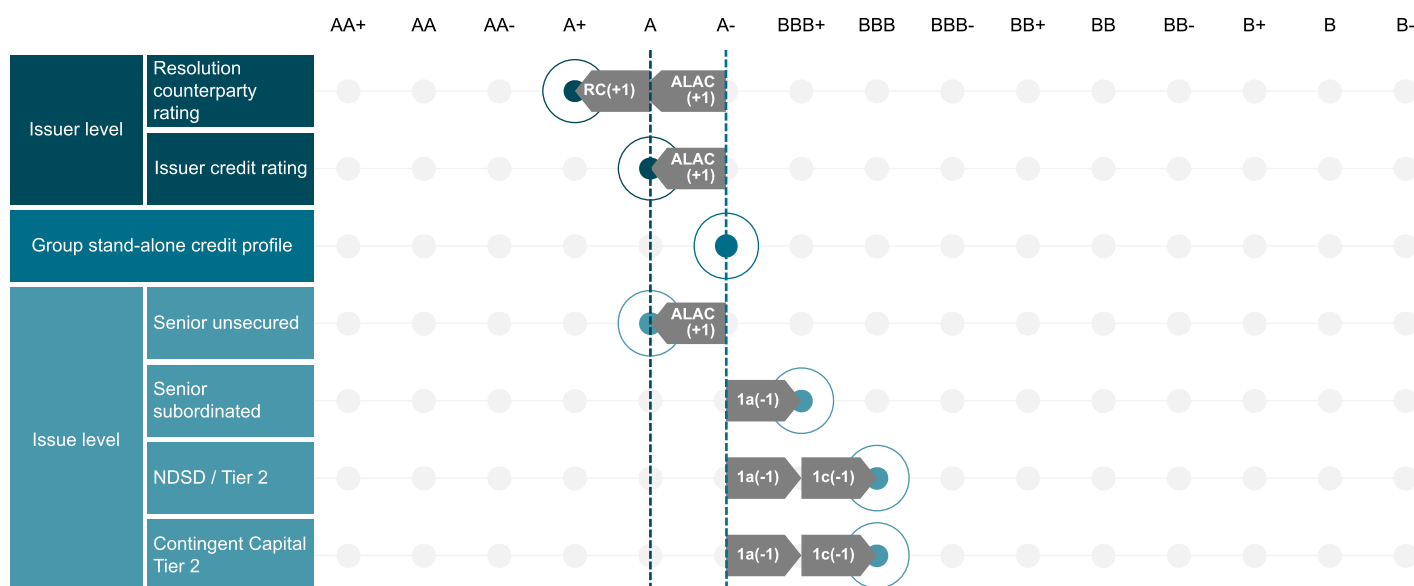 AA+ AA AA- A+ A A- BBB+ BBB BBB- BB+ BB BB- B+ B B-
Issuer level
Resolution
counterparty
rating
RC(+1)
ALAC
(+1)
Issuer credit rating
ALAC
(+1)
Group stand-alone credit profile
Issue level
Senior unsecured
ALAC
(+1)
Senior
subordinated
1a(-1)
NDSD / Tier 2
1a(-1) 1c(-1)
Contingent Capital
Tier 2
1a(-1) 1c(-1)